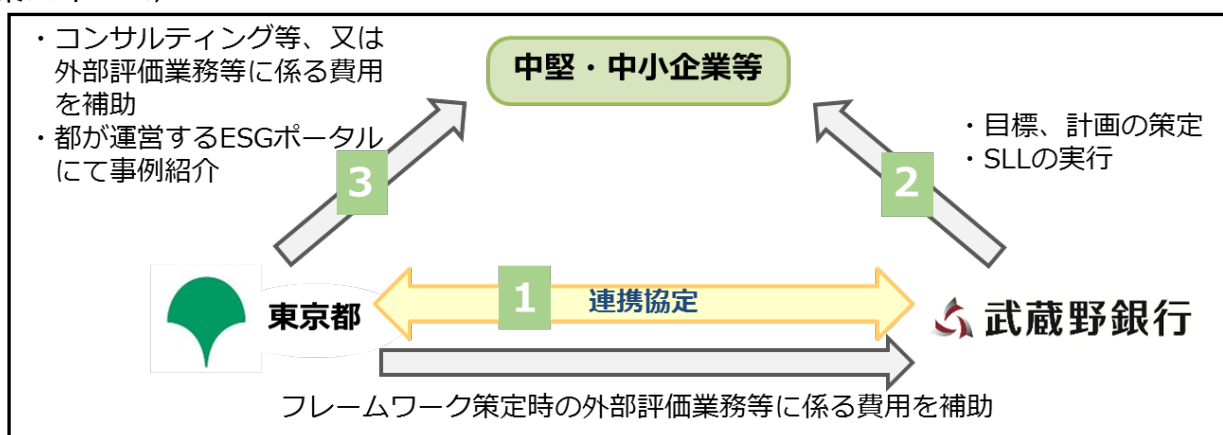 ・コンサルティング等、又は
外部評価業務等に係る費用
を補助
・都が運営するESGポータル
にて事例紹介
中堅・中小企業等
・目標、計画の策定
・SLLの実行
3
2
東京都
1
連携協定
武蔵野銀行
フレームワーク策定時の外部評価業務等に係る費用を補助